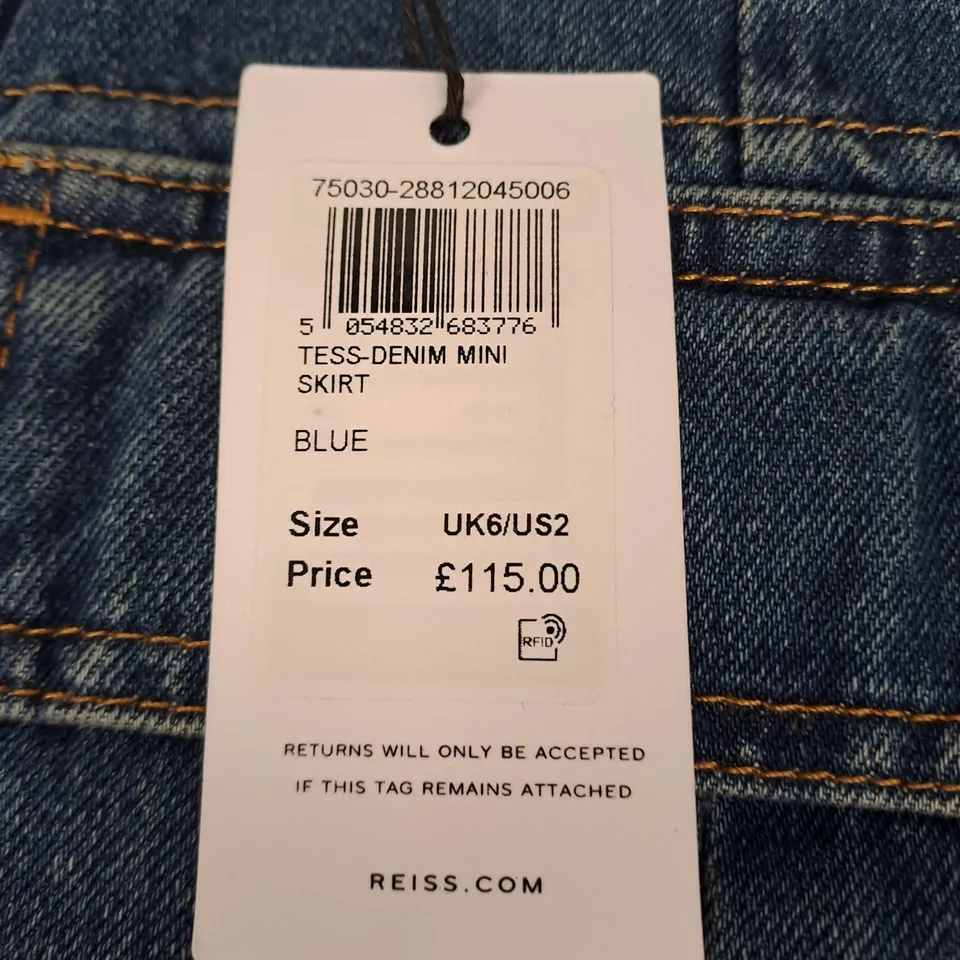 75030-28812045006
5 054832 683776
TESS-DENIM MINI
SKIRT
BLUE
Size UK6/US2
Price £115.00
RFID
RETURNS WILL ONLY BE ACCEPTED
IF THIS TAG REMAINS ATTACHED
REISS.COM